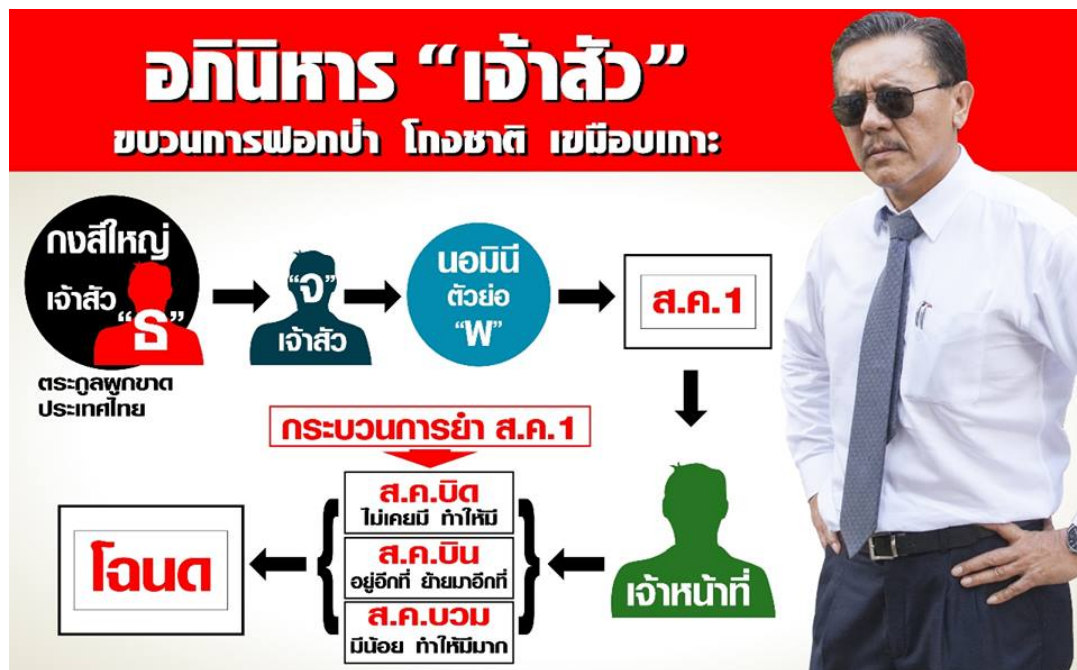 อภินิหาร “เจ้าสัว”
ขบวนการฟอกป่า โกงชาติ เขมือบเกาะ
กงสีใหญ่
เจ้าสัว
“ธ”
ตระกูลผูกขาด
ประเทศไทย
“จ”
เจ้าสัว
นอมินี
ตัวย่อ
“พ”
ส.ค.1
กระบวนการยำ ส.ค.1
ส.ค.บิด
ไม่เคยมี ทำให้มี
ส.ค.บิน
อยู่อีกที่ ย้ายมาอีกที่
ส.ค.บวม
มีน้อย ทำให้มีมาก
เจ้าหน้าที่
โฉนด